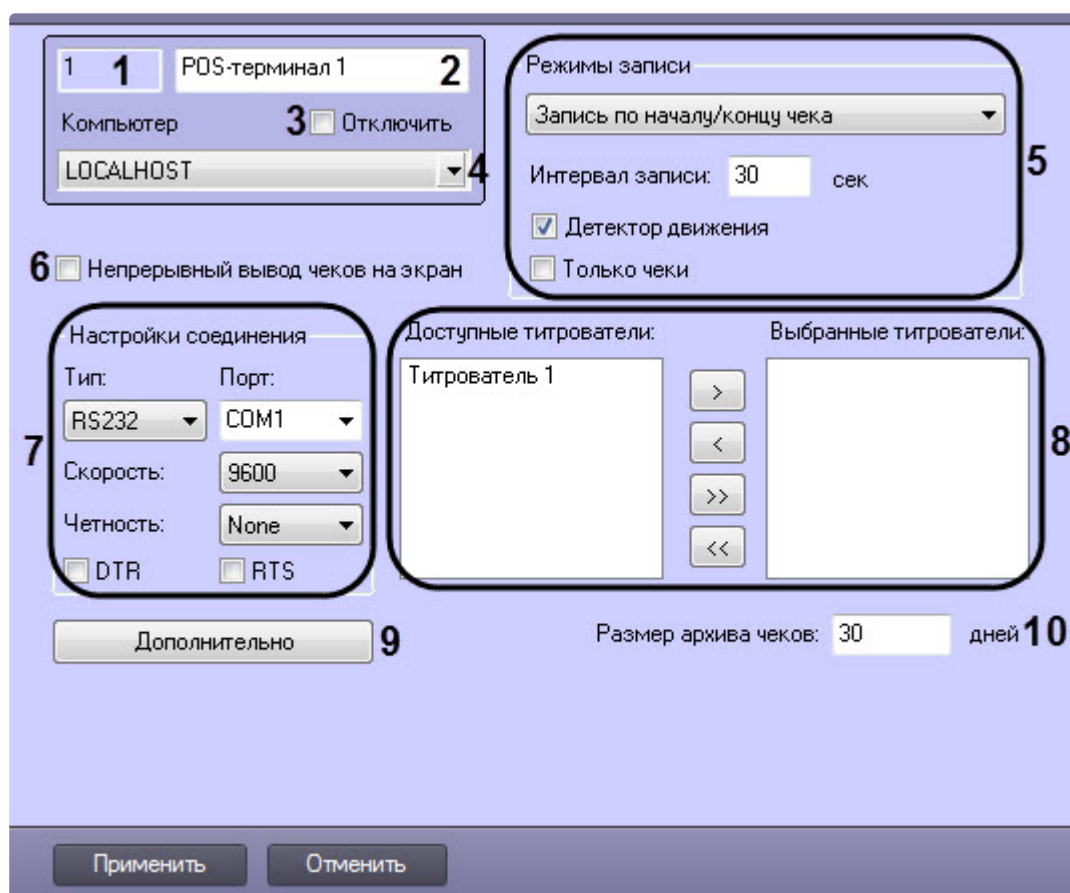 1 1 POS-терминал 1 2
Компьютер 3 Отключить
LOCALHOST 4
Режимы записи
Запись по началу/концу чека
Интервал записи: 30 сек
5
Детектор движения
Только чеки
6 Непрерывный вывод чеков на экран
Настройки соединения
Тип: Порт:
RS232 COM1
7
Скорость: 9600
Четность: None
DTR RTS
Доступные титрователи: Выбранные титрователи:
Титрователь 1
>
<
8
>>
<<
Дополнительно 9
Размер архива чеков: 30 дней 10
Применить Отменить